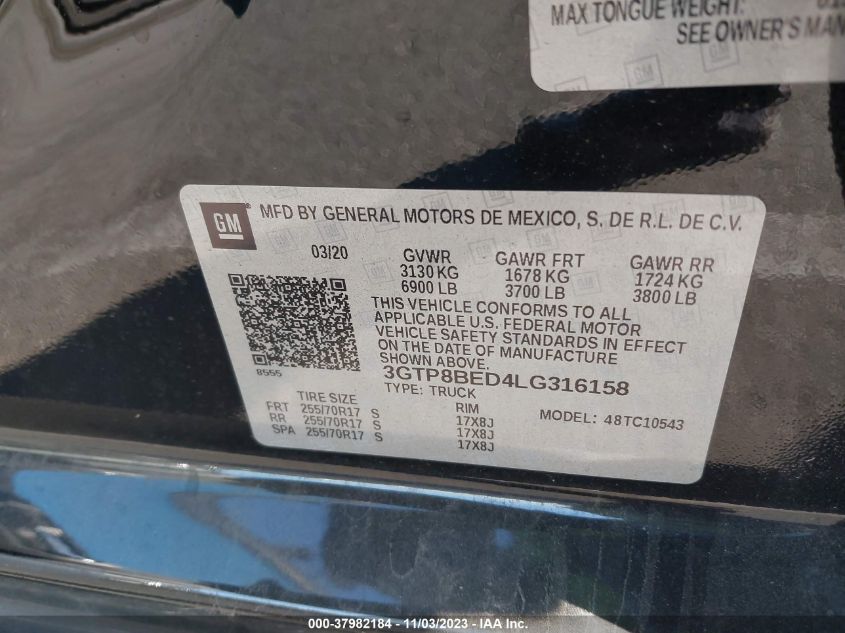 MAX TONGUE WEIGHT:
SEE OWNER'S MAN
GM
GM MFD BY GENERAL MOTORS DE MEXICO, S. DE R.L. DE C.V.
03/20 GVWR GAWR FRT GAWR RR
3130 KG 1678 KG 1724 KG
6900 LB 3700 LB 3800 LB
THIS VEHICLE CONFORMS TO ALL
APPLICABLE U.S. FEDERAL MOTOR
VEHICLE SAFETY STANDARDS IN EFFECT
ON THE DATE OF MANUFACTURE
SHOWN ABOVE.
8555
3GTP8BED4LG316158
TYPE: TRUCK
TIRE SIZE RIM MODEL: 48TC10543
FRT 255/70R17 S 17X8J
RR 255/70R17 S 17X8J
SPA 255/70R17 S 17X8J
000-37982184 - 11/03/2023 - © IAA Inc.